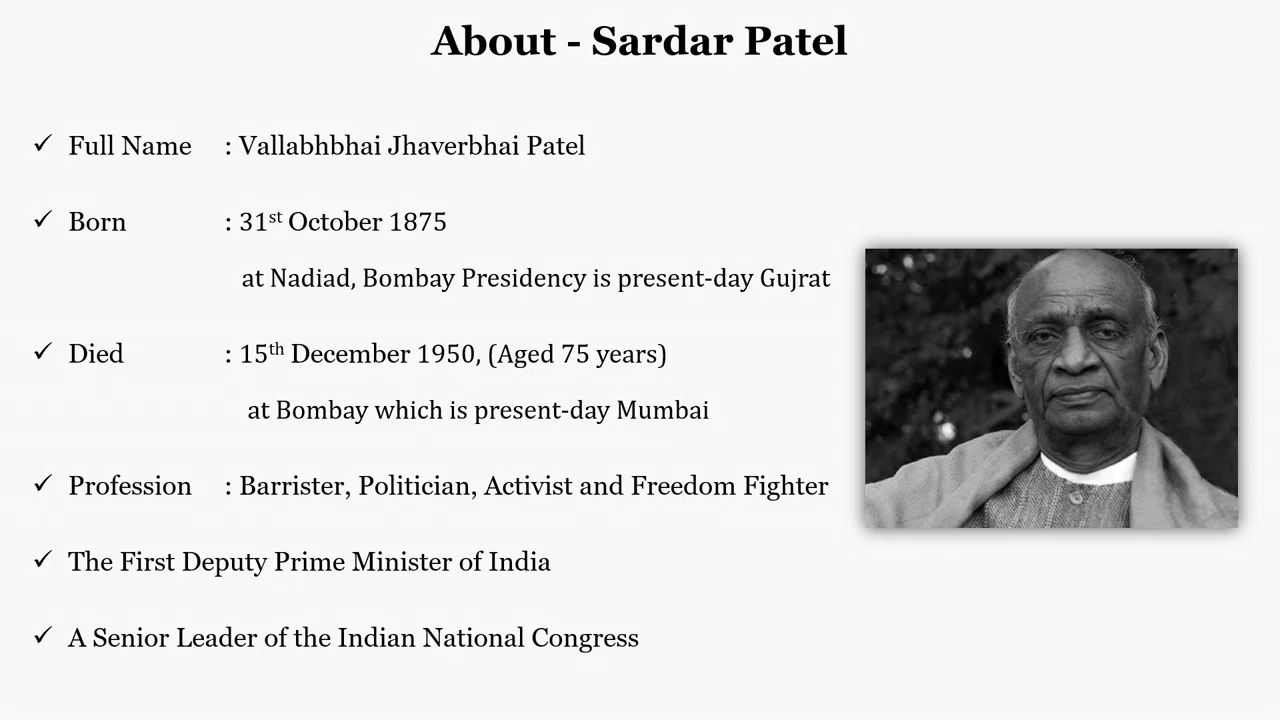 About - Sardar Patel
✓ Full Name : Vallabhbhai Jhaverbhai Patel
✓ Born : 31st October 1875
at Nadiad, Bombay Presidency is present-day Gujrat
✓ Died : 15th December 1950, (Aged 75 years)
at Bombay which is present-day Mumbai
✓ Profession : Barrister, Politician, Activist and Freedom Fighter
✓ The First Deputy Prime Minister of India
✓ A Senior Leader of the Indian National Congress